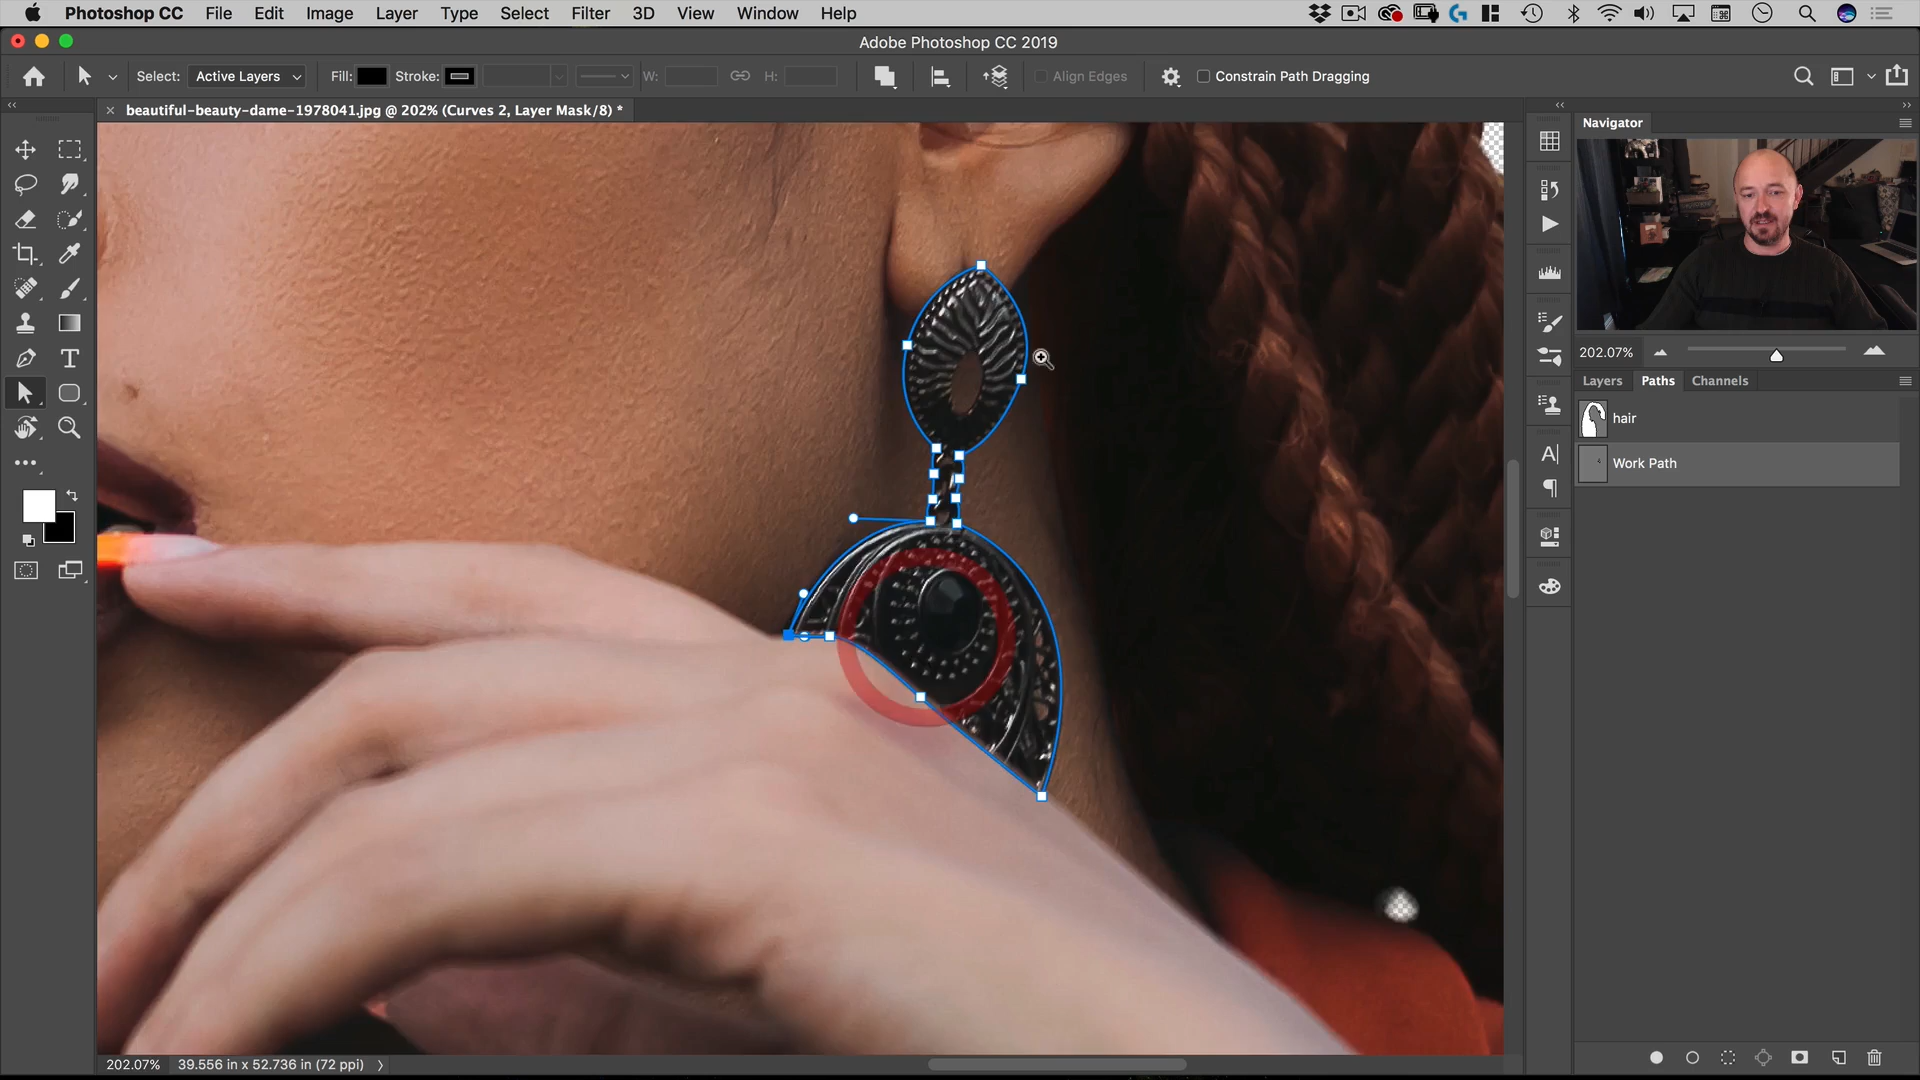 Photoshop CC File Edit Image Layer Type Select Filter 3D View Window Help
Adobe Photoshop CC 2019
Select: Active Layers Fill: Stroke: W: H: Align Edges Constrain Path Dragging
beautiful-beauty-dame-1978041.jpg @ 202% (Curves 2, Layer Mask/8) *
Navigator
202.07%
Layers Paths Channels
hair
Work Path
202.07% 39.556 in x 52.736 in (72 ppi)